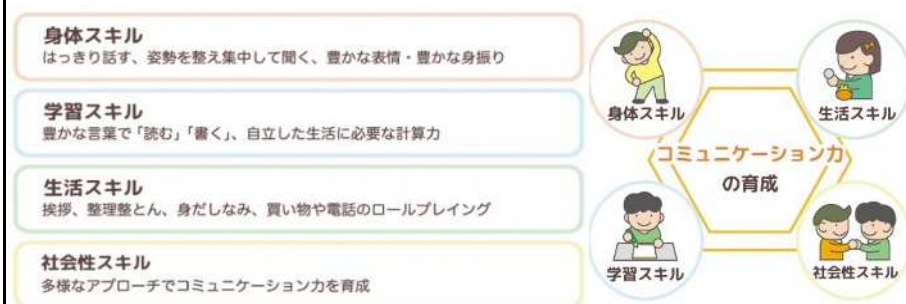 身体スキル
はっきり話す、姿勢を整え集中して聞く、豊かな表情・豊かな身振り
学習スキル
豊かな言葉で「読む」「書く」、自立した生活に必要な計算力
生活スキル
挨拶、整理整とん、身だしなみ、買い物や電話のロールプレイング
社会性スキル
多様なアプローチでコミュニケーション力を育成
身体スキル
生活スキル
コミュニケーション力
の育成
学習スキル
社会性スキル